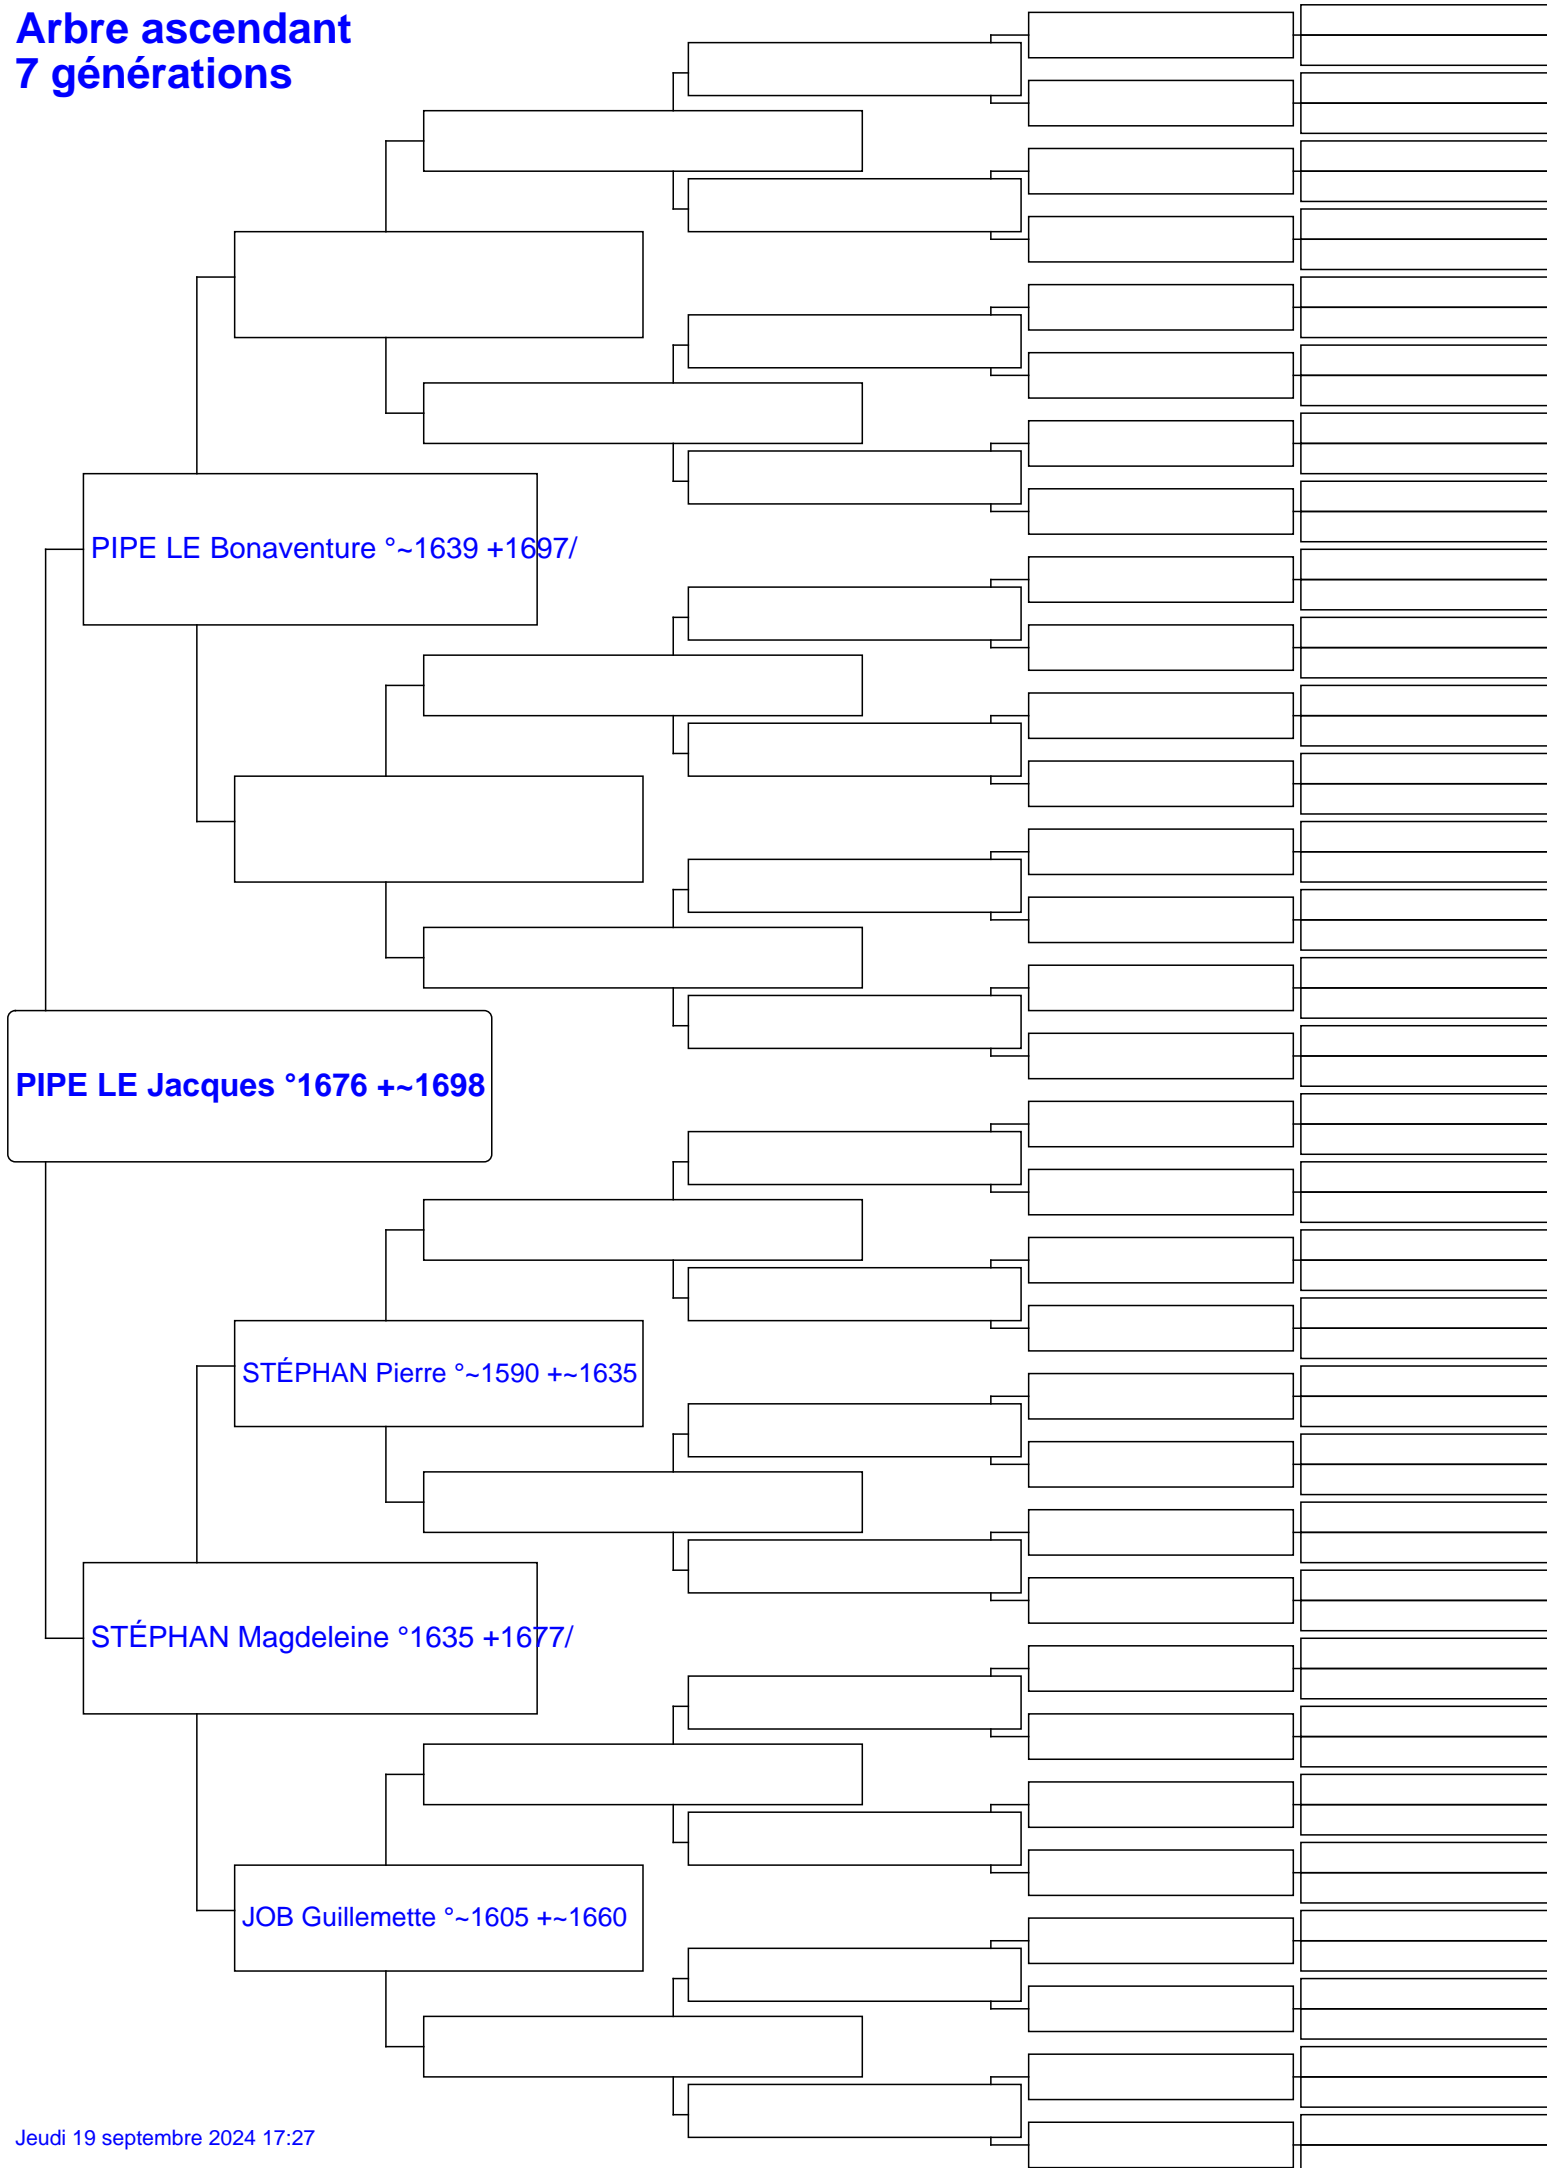 Arbre ascendant
7 générations
PIPE LE Bonaventure °~1639 +1697/
PIPE LE Jacques °1676 +~1698
STÉPHAN Pierre °~1590 +~1635
STÉPHAN Magdeleine °1635 +1677/
JOB Guillemette °~1605 +~1660
Jeudi 19 septembre 2024 17:27